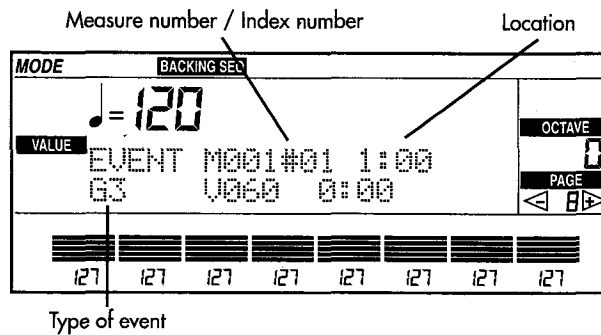 Measure number / Index number
Location
MODE
BACKING SEQ
♩=120
OCTAVE
0
VALUE
EVENT M001#01 1:00
G3 V060 0:00
PAGE
- 8 +
127 127 127 127 127 127 127 127
Type of event